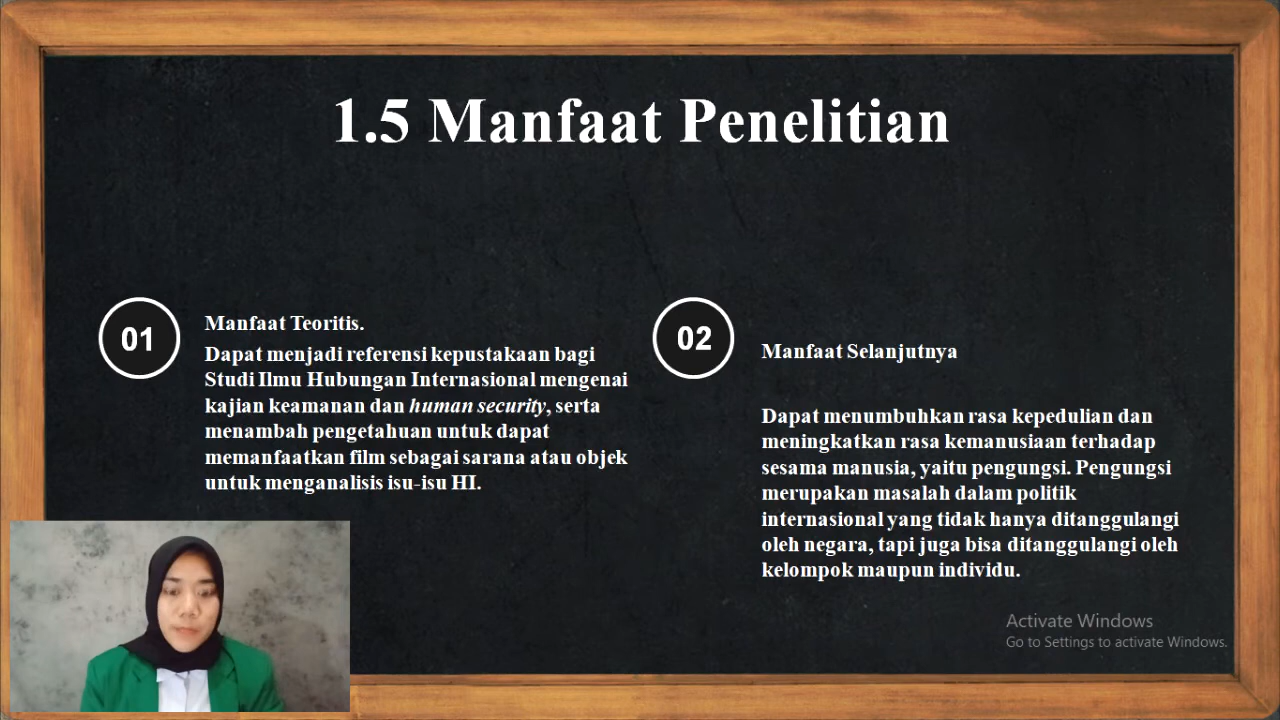 1.5 Manfaat Penelitian
01
Manfaat Teoritis.
Dapat menjadi referensi kepustakaan bagi
Studi Ilmu Hubungan Internasional mengenai
kajian keamanan dan human security, serta
menambah pengetahuan untuk dapat
memanfaatkan film sebagai sarana atau objek
untuk menganalisis isu-isu HI.
02
Manfaat Selanjutnya
Dapat menumbuhkan rasa kepedulian dan
meningkatkan rasa kemanusiaan terhadap
sesama manusia, yaitu pengungsi. Pengungsi
merupakan masalah dalam politik
internasional yang tidak hanya ditanggulangi
oleh negara, tapi juga bisa ditanggulangi oleh
kelompok maupun individu.
Activate Windows
Go to Settings to activate Windows.